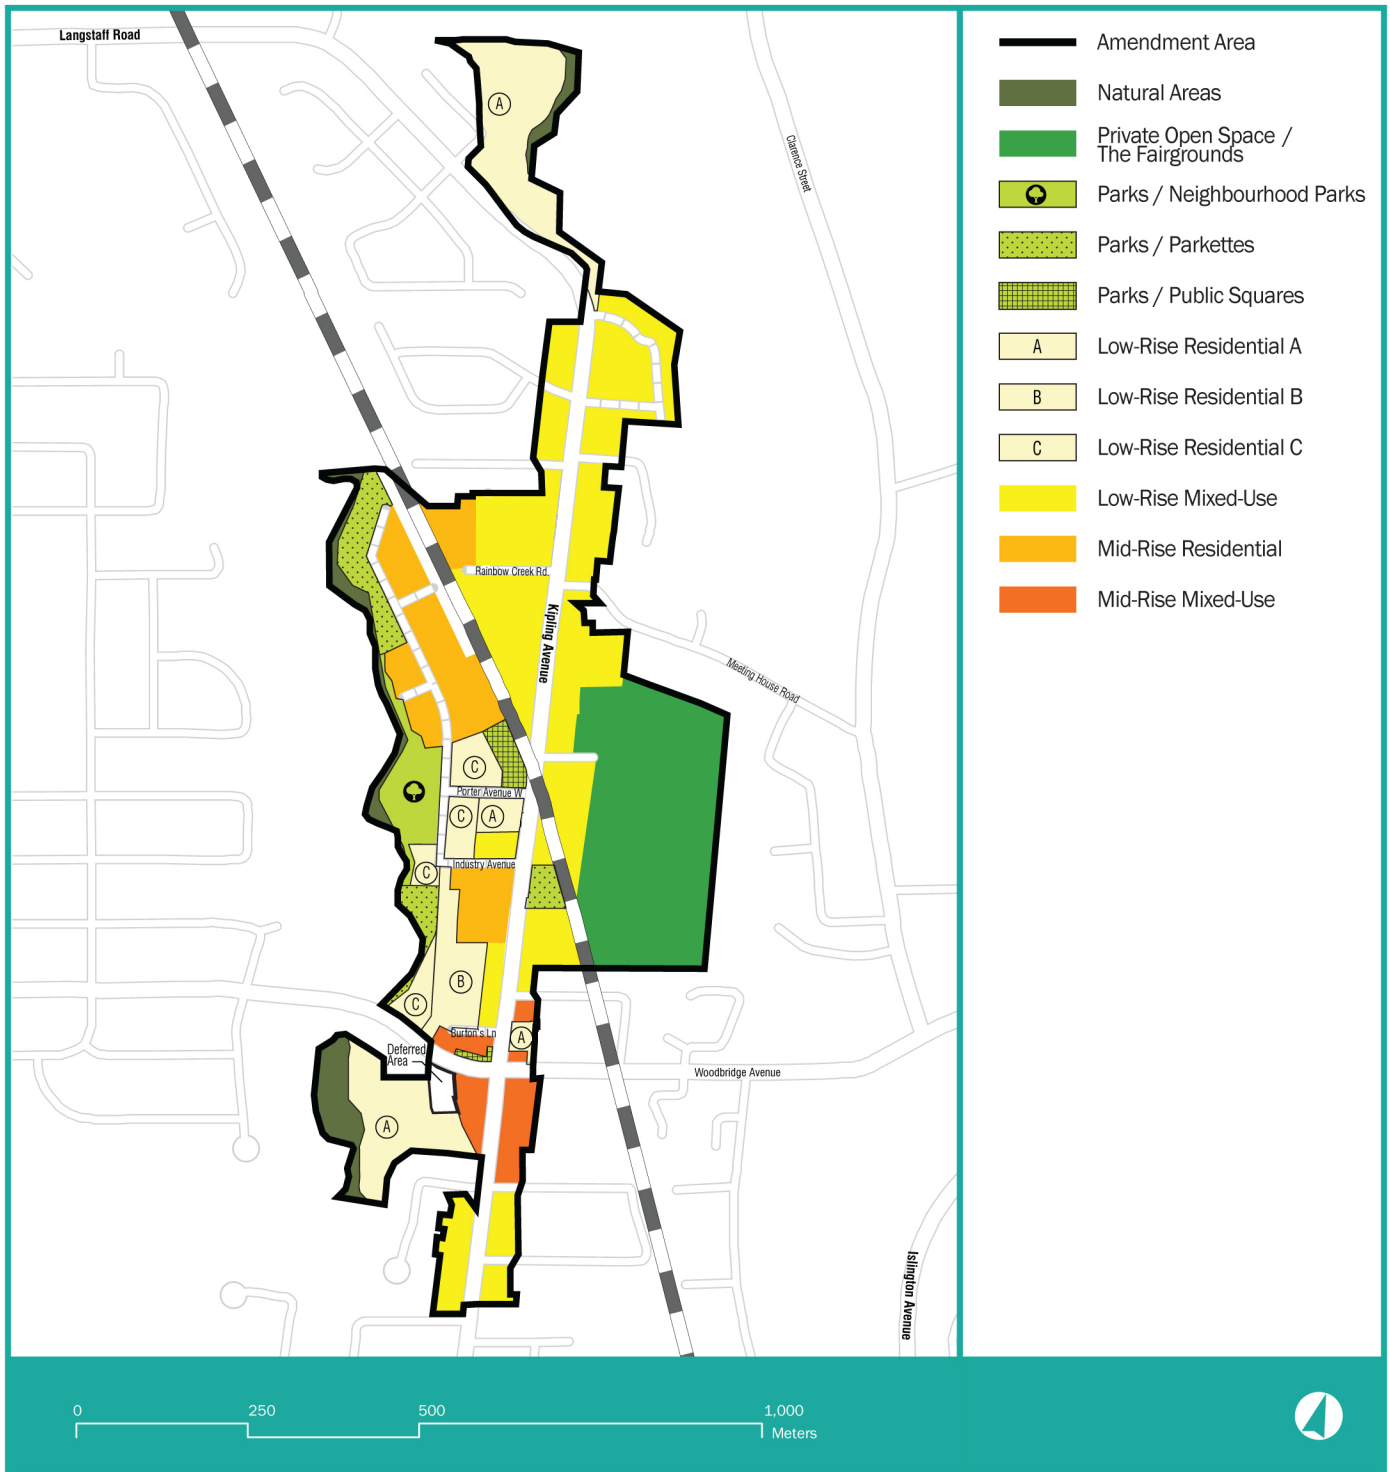 Langstaff Road
A
Clarence Street
Rainbow Creek Rd.
Kipling Avenue
Meeting House Road
C
Porter Avenue W
C
A
Industry Avenue
C
B
C
Burton's Ln
A
Deferred
Area
Woodbridge Avenue
A
Islington Avenue
Amendment Area
Natural Areas
Private Open Space /
The Fairgrounds
Parks / Neighbourhood Parks
Parks / Parkettes
Parks / Public Squares
A Low-Rise Residential A
B Low-Rise Residential B
C Low-Rise Residential C
Low-Rise Mixed-Use
Mid-Rise Residential
Mid-Rise Mixed-Use
0 250 500 1,000
Meters